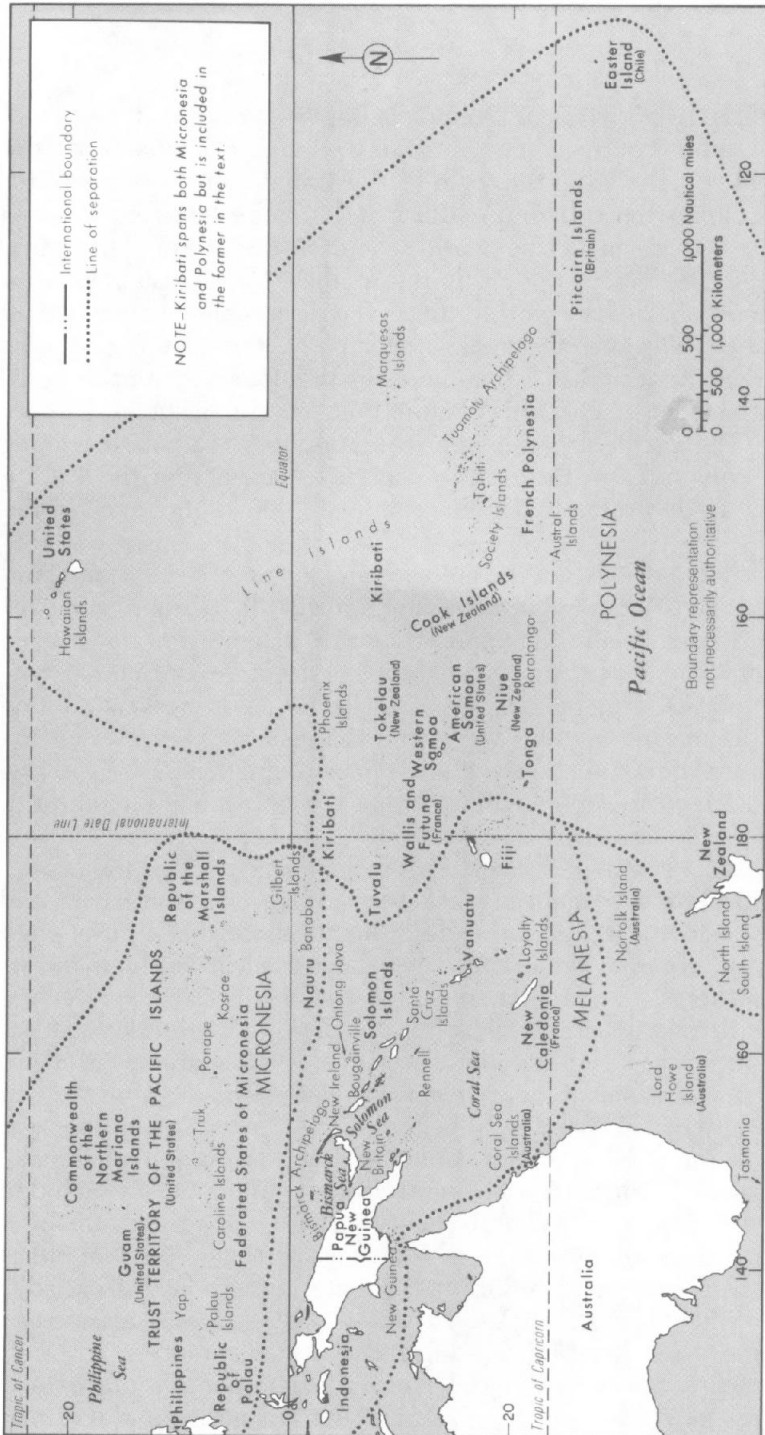 International boundary
Line of separation
NOTE–Kiribati spans both Micronesia
and Polynesia but is included in
the former in the text.
N
Tropic of Cancer
20
Philippine
Sea
Commonwealth
of the
Northern
Mariana
Islands
Guam
(United States)
TRUST TERRITORY OF THE PACIFIC ISLANDS
(United States)
Philippines
Yap
Republic
of
Palau
Palau
Islands
Caroline Islands
Truk
Ponape
Kosrae
Federated States of Micronesia
MICRONESIA
Republic
of the
Marshall
Islands
Gilbert
Islands
International Date Line
Hawaiian
Islands
United
States
Equator
0
Nauru
Banaba
Kiribati
Phoenix
Islands
Line Islands
Kiribati
Indonesia
Bismarck Archipelago
Bismarck
Sea
Papua
New
Guinea
New Guinea
New
Britain
New Ireland
Bougainville
Ontong Java
Solomon
Sea
Solomon
Islands
Santa
Cruz
Islands
Rennell
Tuvalu
Tokelau
(New Zealand)
Wallis and
Futuna
(France)
Western
Samoa
American
Samoa
(United States)
Cook Islands
(New Zealand)
Marquesas
Islands
Tuamotu Archipelago
Tahiti
Society Islands
French Polynesia
Coral Sea
Coral Sea
Islands
(Australia)
Vanuatu
Fiji
New
Caledonia
(France)
Loyalty
Islands
Tonga
Niue
(New Zealand)
Rarotonga
Austral
Islands
Pitcairn Islands
(Britain)
Easter
Island
(Chile)
20
Tropic of Capricorn
MELANESIA
POLYNESIA
Pacific Ocean
Australia
Norfolk Island
(Australia)
Lord
Howe
Island
(Australia)
Tasmania
North Island
South Island
New
Zealand
Boundary representation
not necessarily authoritative
0 500 1,000 Nautical miles
0 500 1,000 Kilometers
140
160
180
160
140
120